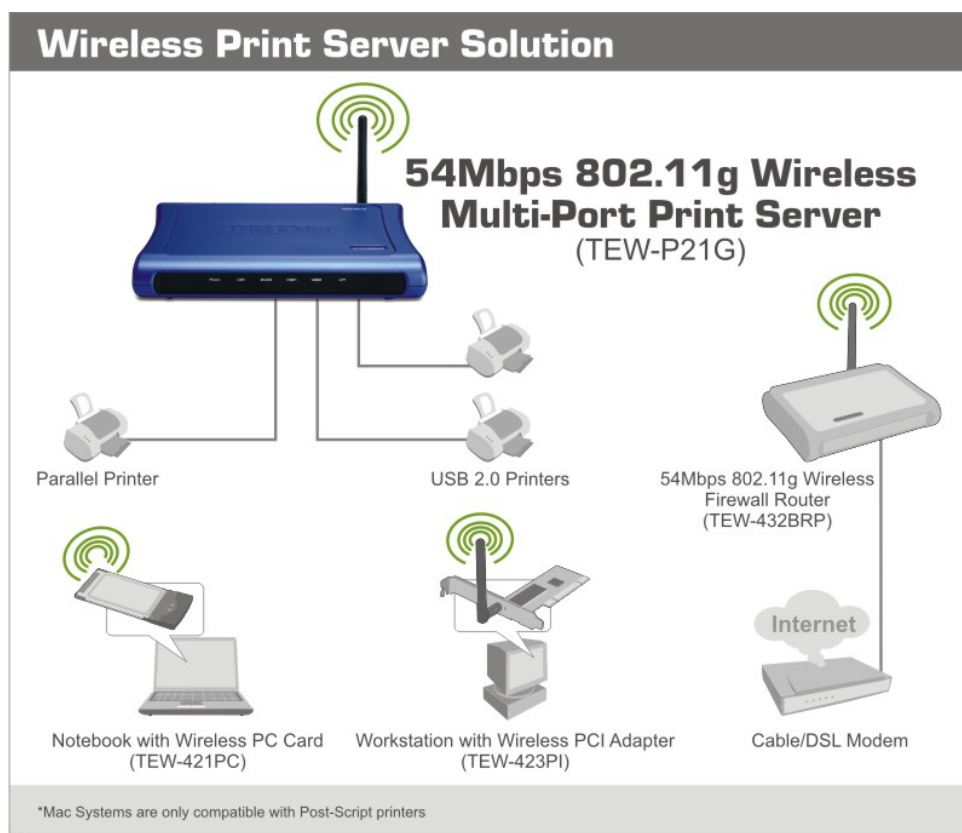 Wireless Print Server Solution
54Mbps 802.11g Wireless
Multi-Port Print Server
(TEW-P21G)
Parallel Printer
USB 2.0 Printers
54Mbps 802.11g Wireless
Firewall Router
(TEW-432BRP)
Internet
Notebook with Wireless PC Card
(TEW-421PC)
Workstation with Wireless PCI Adapter
(TEW-423PI)
Cable/DSL Modem
*Mac Systems are only compatible with Post-Script printers